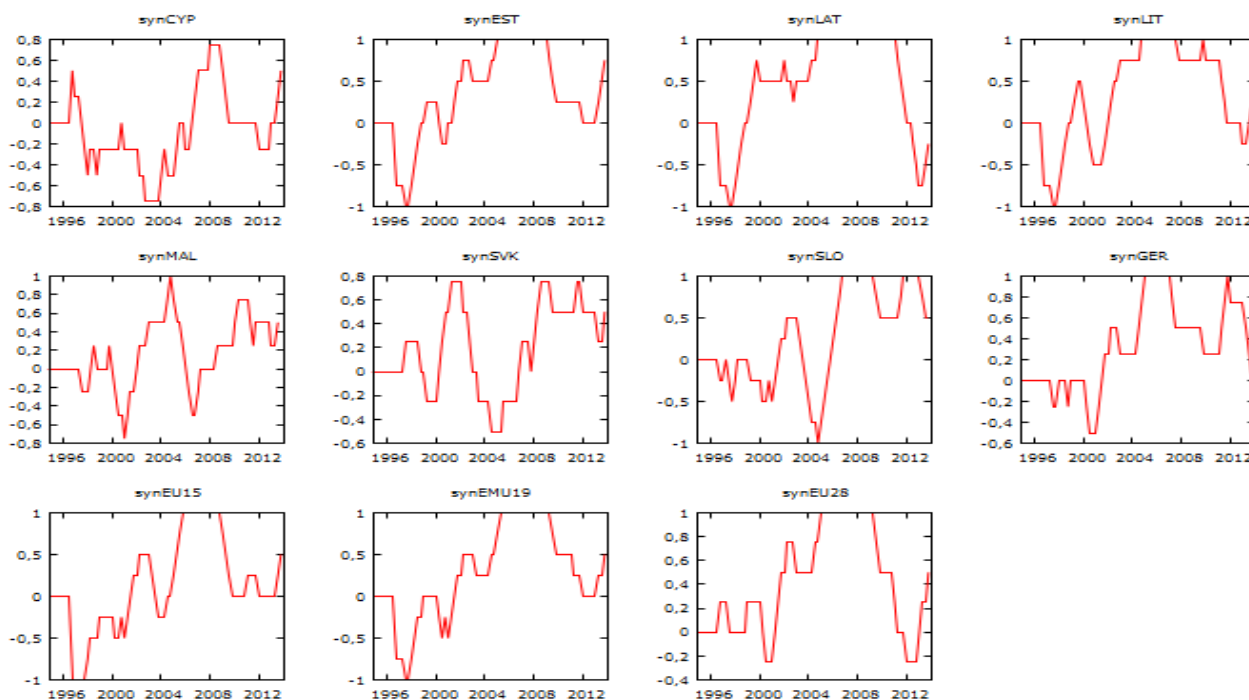 synCYP synEST synLAT synLIT
0,8 1 1 1
0,6
0,4 0,5 0,5 0,5
0,2
0 0 0 0
-0,2
-0,4 -0,5 -0,5 -0,5
-0,6
-0,8 -1 -1 -1
1996 2000 2004 2008 2012 1996 2000 2004 2008 2012 1996 2000 2004 2008 2012 1996 2000 2004 2008 2012
synMAL synSVK synSLO synGER
1 0,8 1 1
0,8 0,6 0,8
0,6 0,4 0,5 0,6
0,4 0,4
0,2 0,2 0,2
0 0 0 0
-0,2 -0,2 -0,2
-0,4 -0,5
-0,6 -0,4 -0,4
-0,8 -0,6 -1 -0,6
1996 2000 2004 2008 2012 1996 2000 2004 2008 2012 1996 2000 2004 2008 2012 1996 2000 2004 2008 2012
synEU15 synEMU19 synEU28
1 1 1
0,8
0,5 0,5 0,6
0,4
0 0 0,2
0
-0,5 -0,5 -0,2
-1 -1 -0,4
1996 2000 2004 2008 2012 1996 2000 2004 2008 2012 1996 2000 2004 2008 2012